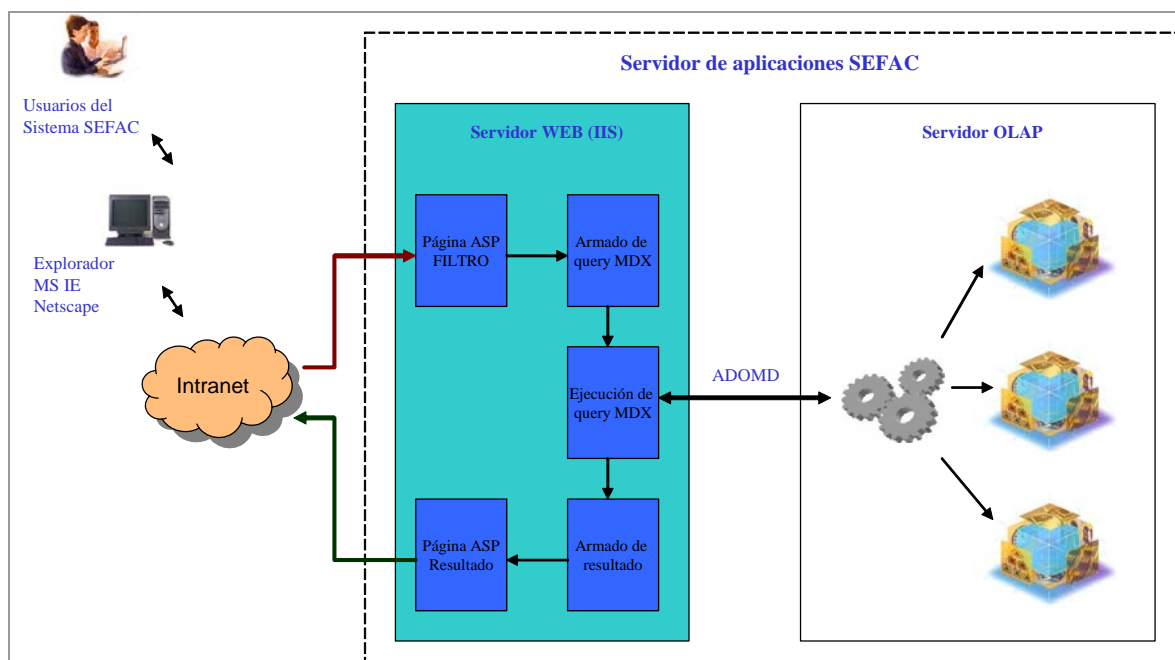 Servidor de aplicaciones SEFAC
Usuarios del
Sistema SEFAC
Explorador
MS IE
Netscape
Intranet
Servidor WEB (IIS)
Página ASP
FILTRO
Armado de
query MDX
Ejecución de
query MDX
Armado de
resultado
Página ASP
Resultado
ADOMD
Servidor OLAP